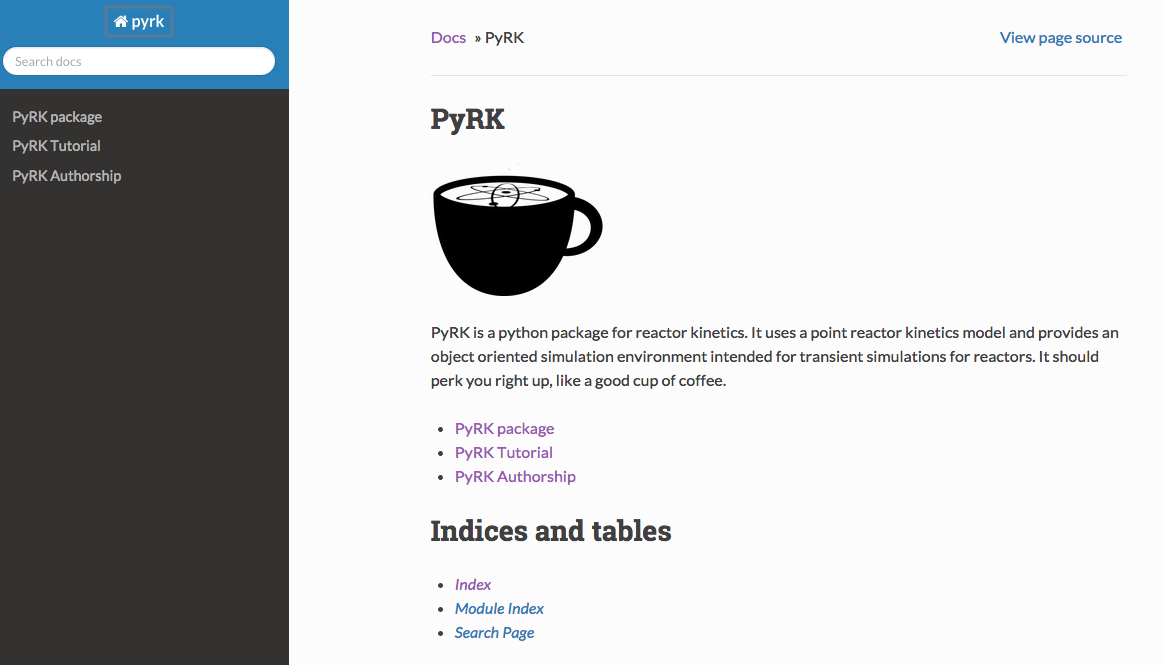 pyrk
Search docs
PyRK package
PyRK Tutorial
PyRK Authorship
Docs » PyRK
View page source
PyRK
PyRK is a python package for reactor kinetics. It uses a point reactor kinetics model and provides an
object oriented simulation environment intended for transient simulations for reactors. It should
perk you right up, like a good cup of coffee.
PyRK package
PyRK Tutorial
PyRK Authorship
Indices and tables
Index
Module Index
Search Page